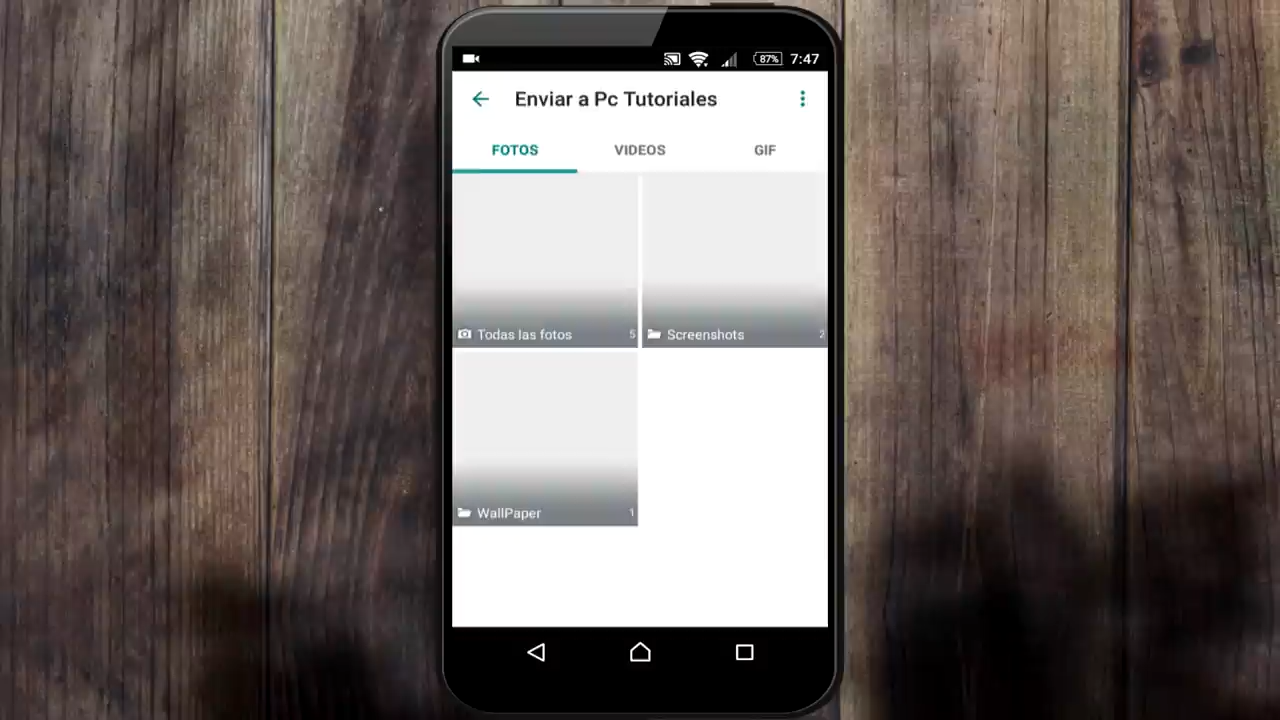 87% 7:47
Enviar a Pc Tutoriales
FOTOS VIDEOS GIF
Todas las fotos 5 Screenshots 2
WallPaper 1